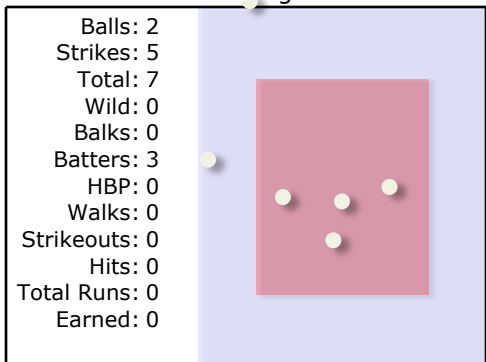 Balls: 2
Strikes: 5
Total: 7
Wild: 0
Balks: 0
Batters: 3
HBP: 0
Walks: 0
Strikeouts: 0
Hits: 0
Total Runs: 0
Earned: 0